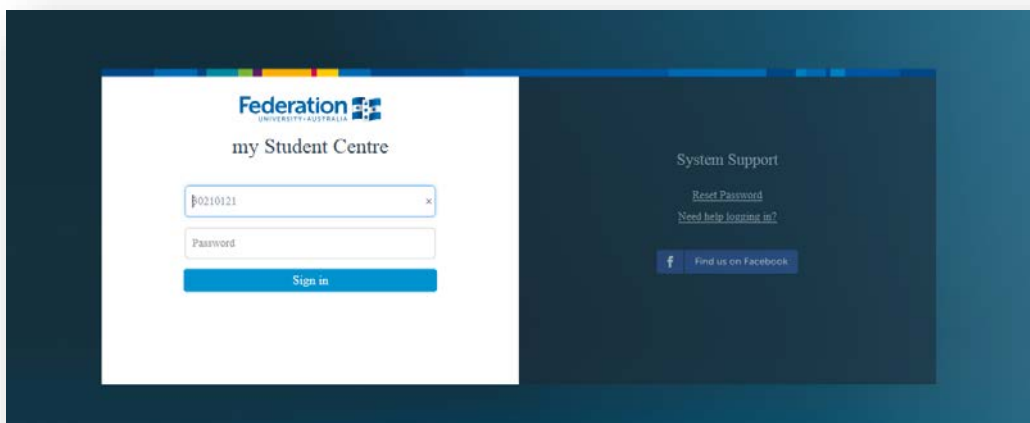 Federation
UNIVERSITY • AUSTRALIA
my Student Centre
30210121
×
Password
Sign in
System Support
Reset Password
Need help logging in?
f Find us on Facebook